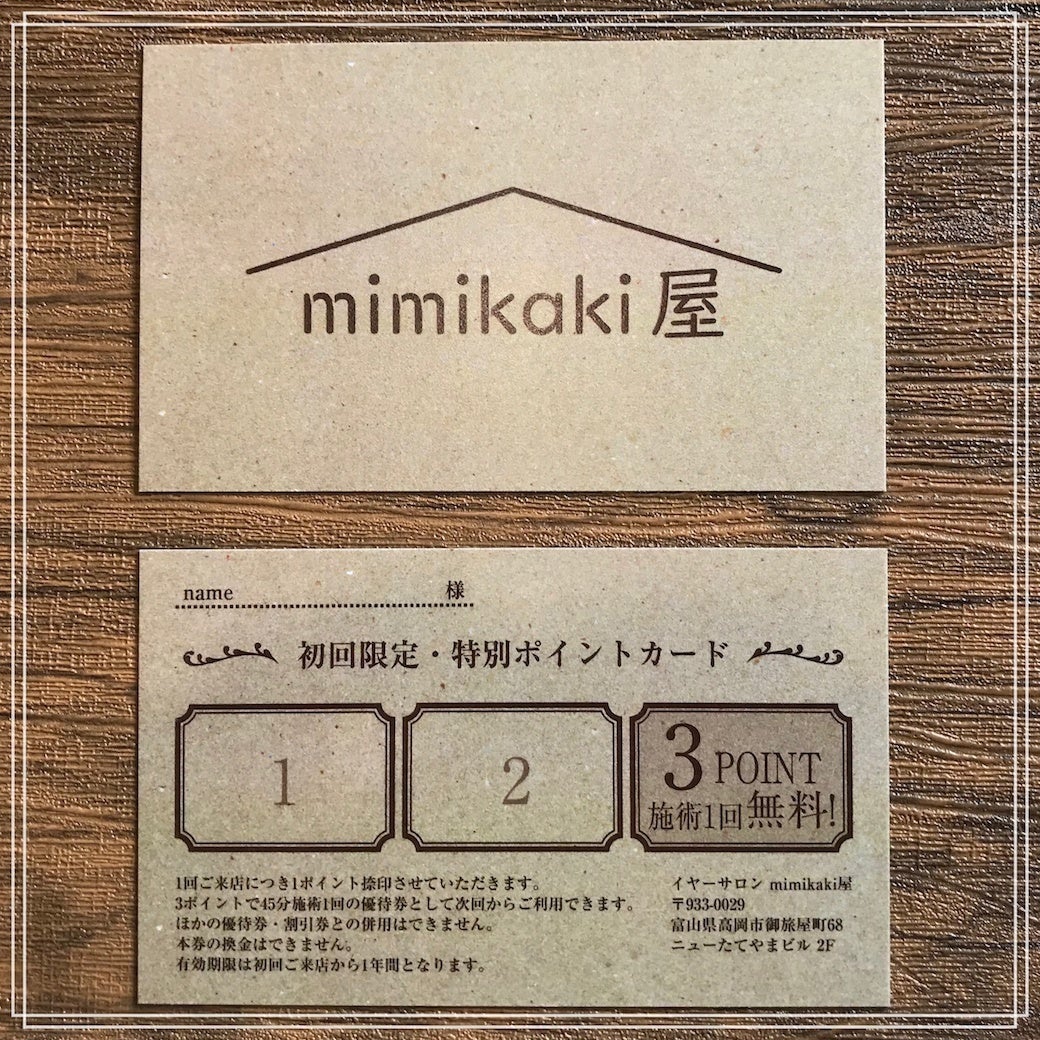 mimikaki屋
name 様
初回限定・特別ポイントカード
1
2
3 POINT
施術1回無料!
1回ご来店につき1ポイント捺印させていただきます。
3ポイントで45分施術1回の優待券として次回からご利用できます。
ほかの優待券・割引券との併用はできません。
本券の換金はできません。
有効期限は初回ご来店から1年間となります。
イヤーサロン mimikaki屋
〒933-0029
富山県高岡市御旅屋町68
ニューたてやまビル 2F